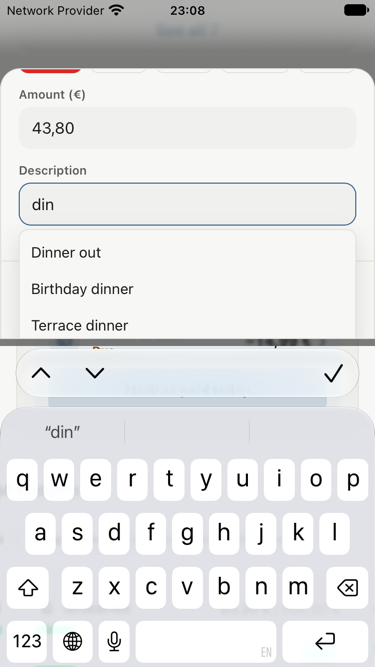 Network Provider 23:08
Amount (€)
43,80
Description
din
Dinner out
Birthday dinner
Terrace dinner
“din”
q w e r t y u i o p
a s d f g h j k l
z x c v b n m
123
EN